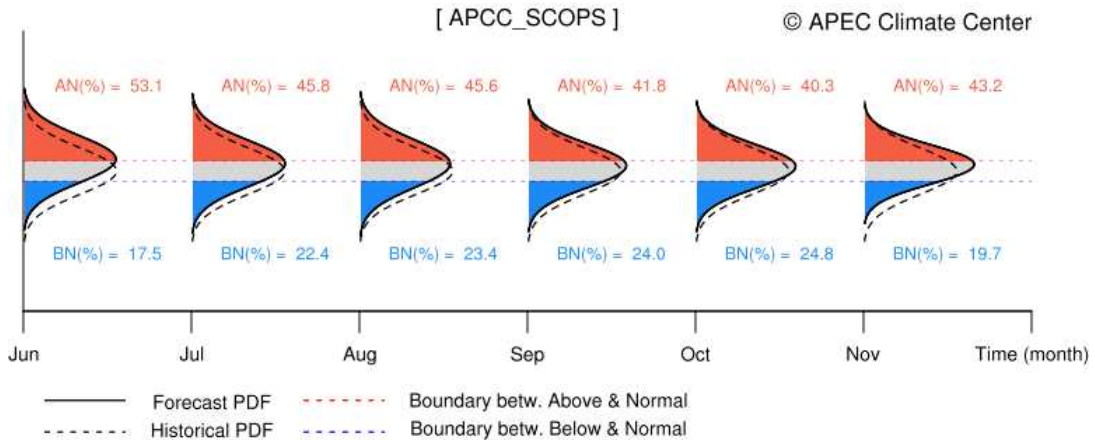 [ APCC_SCOPS ]
© APEC Climate Center
AN(%) = 53.1
AN(%) = 45.8
AN(%) = 45.6
AN(%) = 41.8
AN(%) = 40.3
AN(%) = 43.2
BN(%) = 17.5
BN(%) = 22.4
BN(%) = 23.4
BN(%) = 24.0
BN(%) = 24.8
BN(%) = 19.7
Jun
Jul
Aug
Sep
Oct
Nov
Time (month)
Forecast PDF
Boundary betw. Above & Normal
Historical PDF
Boundary betw. Below & Normal